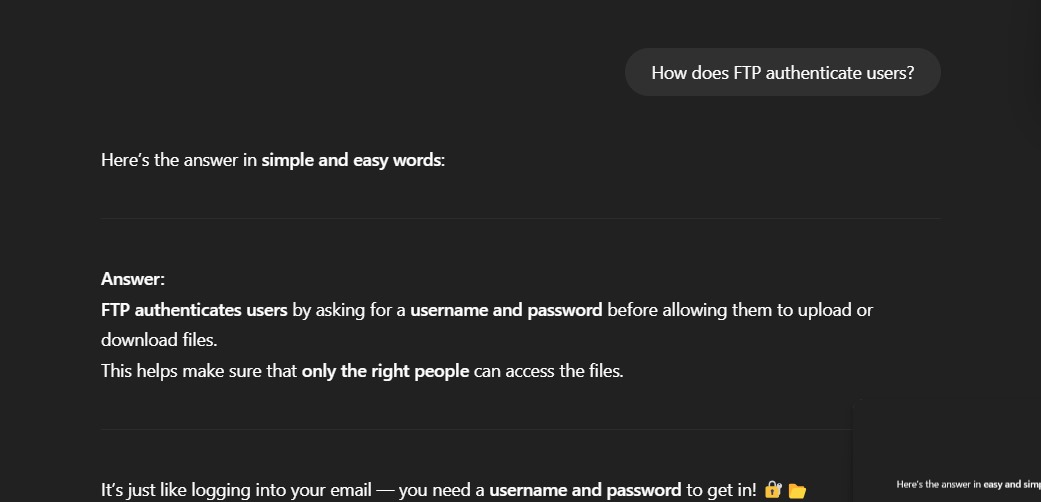 How does FTP authenticate users?
Here’s the answer in simple and easy words:
Answer:
FTP authenticates users by asking for a username and password before allowing them to upload or
download files.
This helps make sure that only the right people can access the files.
It’s just like logging into your email — you need a username and password to get in! 🔐📂
Here’s the answer in easy and simp